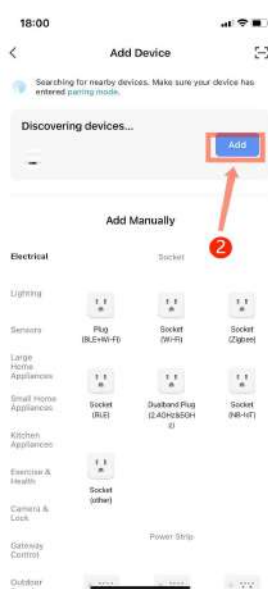 18:00
Add Device
Searching for nearby devices. Make sure your device has
entered pairing mode.
Discovering devices...
Add
Add Manually
2
Electrical
Socket
Lighting
Plug
(BLE+Wi-Fi)
Socket
(Wi-Fi)
Socket
(Zigbee)
Sensors
Large
Home
Appliances
Socket
(BLE)
Dualband Plug
(2.4GHz&5GH
z)
Socket
(NB-IoT)
Small Home
Appliances
Kitchen
Appliances
Exercise &
Health
Socket
(other)
Camera &
Lock
Power Strip
Gateway
Control
Outdoor